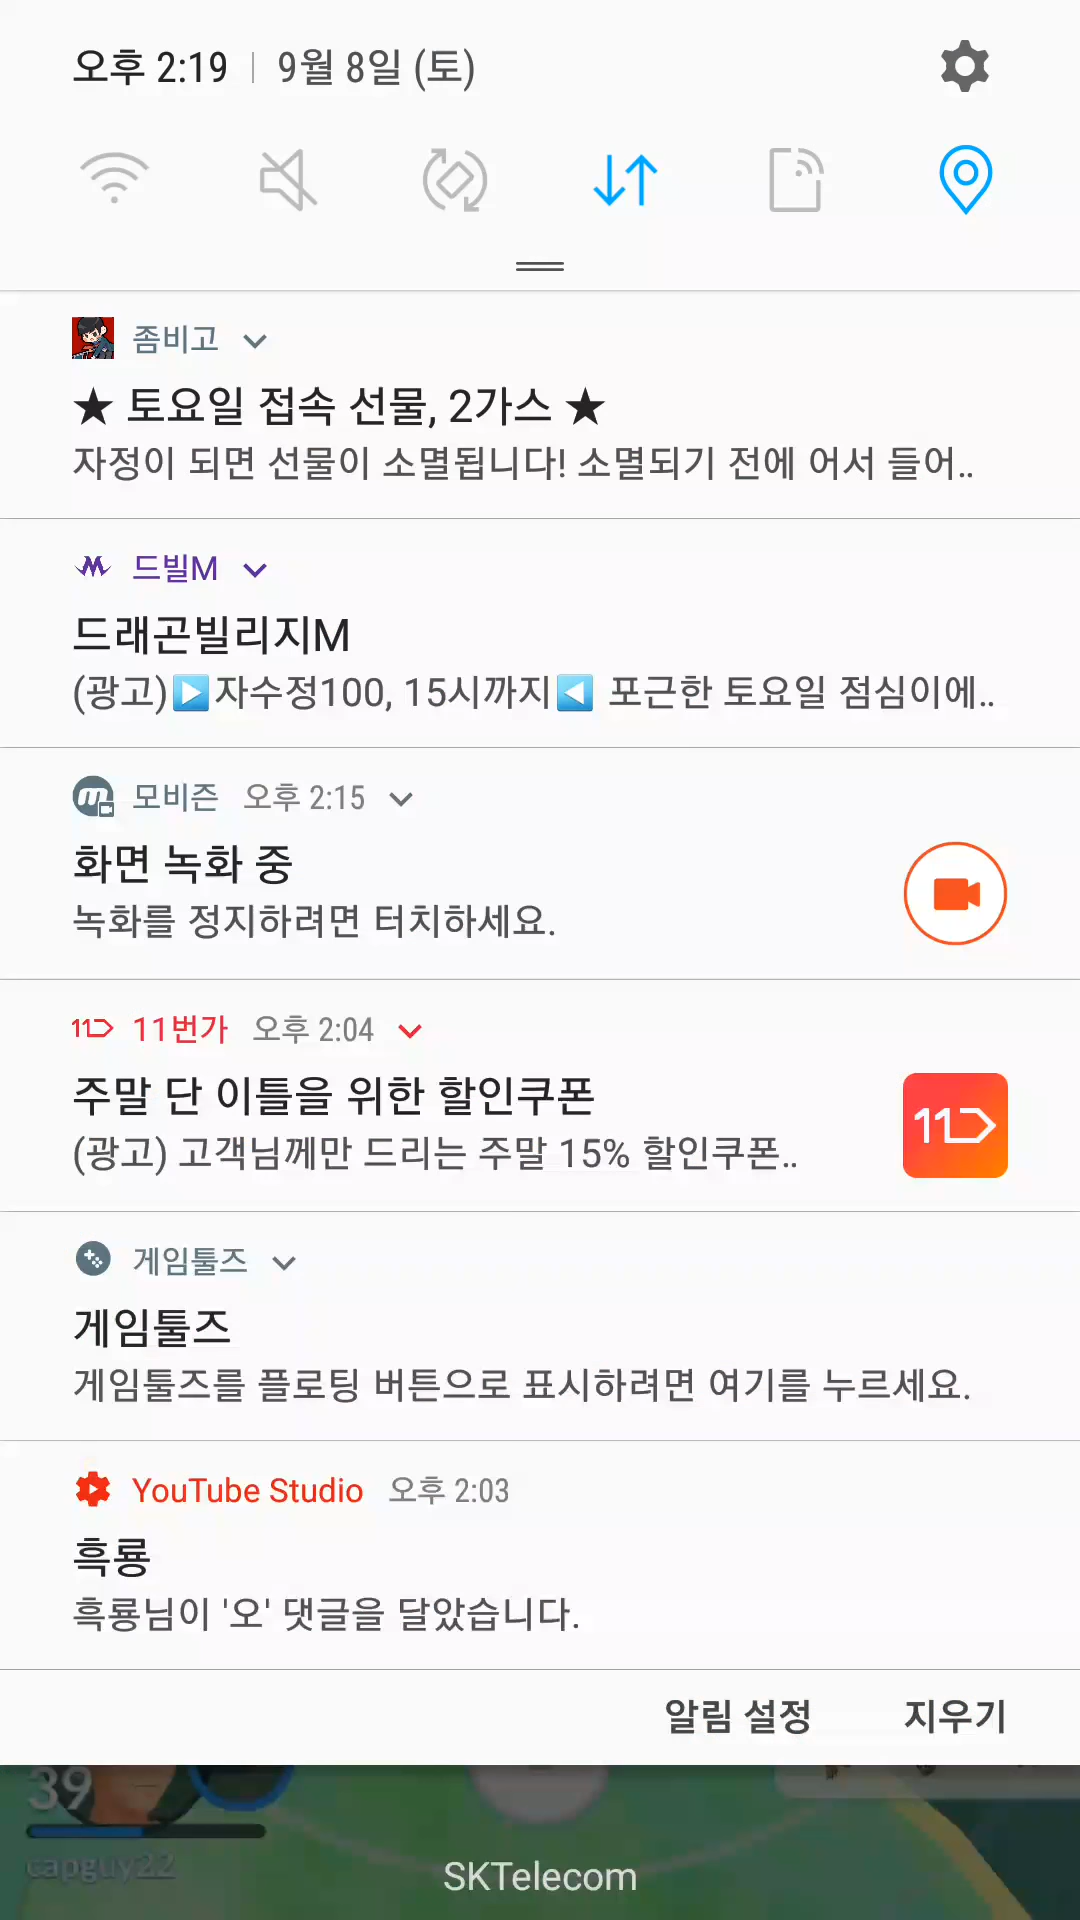 오후 2:19 | 9월 8일 (토)
좀비고
★ 토요일 접속 선물, 2가스 ★
자정이 되면 선물이 소멸됩니다! 소멸되기 전에 어서 들어..
드빌M
드래곤빌리지M
(광고)▶자수정100, 15시까지◀ 포근한 토요일 점심이에..
모비즌 오후 2:15
화면 녹화 중
녹화를 정지하려면 터치하세요.
11번가 오후 2:04
주말 단 이틀을 위한 할인쿠폰
(광고) 고객님께만 드리는 주말 15% 할인쿠폰..
게임툴즈
게임툴즈
게임툴즈를 플로팅 버튼으로 표시하려면 여기를 누르세요.
YouTube Studio 오후 2:03
흑룡
흑룡님이 '오' 댓글을 달았습니다.
알림 설정 지우기
39
capguy22
SKTelecom